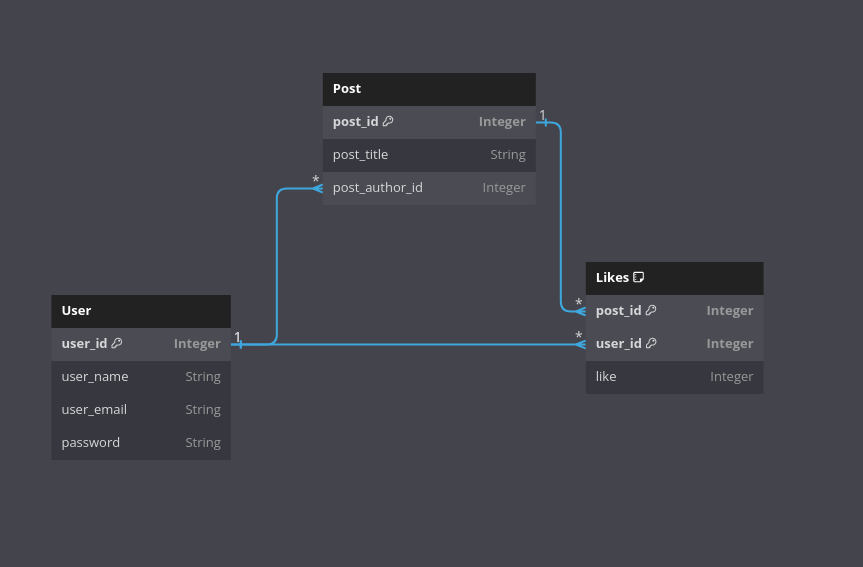 Post
post_id Integer
1
post_title String
*
post_author_id Integer
Likes
User
*
post_id Integer
1
*
user_id Integer
user_id Integer
user_name String
like Integer
user_email String
password String